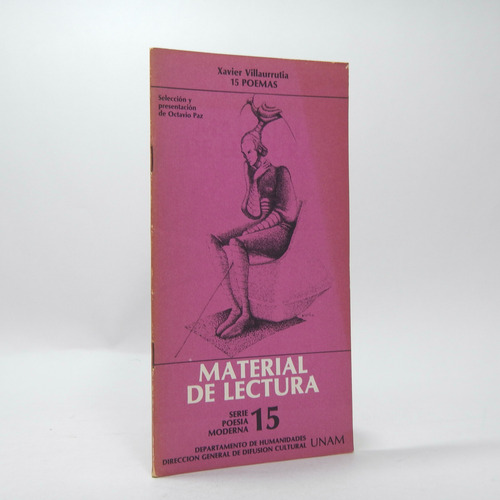 Xavier Villaurrutia
15 POEMAS
Selección y
presentación
de Octavio Paz
MATERIAL
DE LECTURA
SERIE
POESIA
MODERNA 15
DEPARTAMENTO DE HUMANIDADES
DIRECCION GENERAL DE DIFUSION CULTURAL UNAM